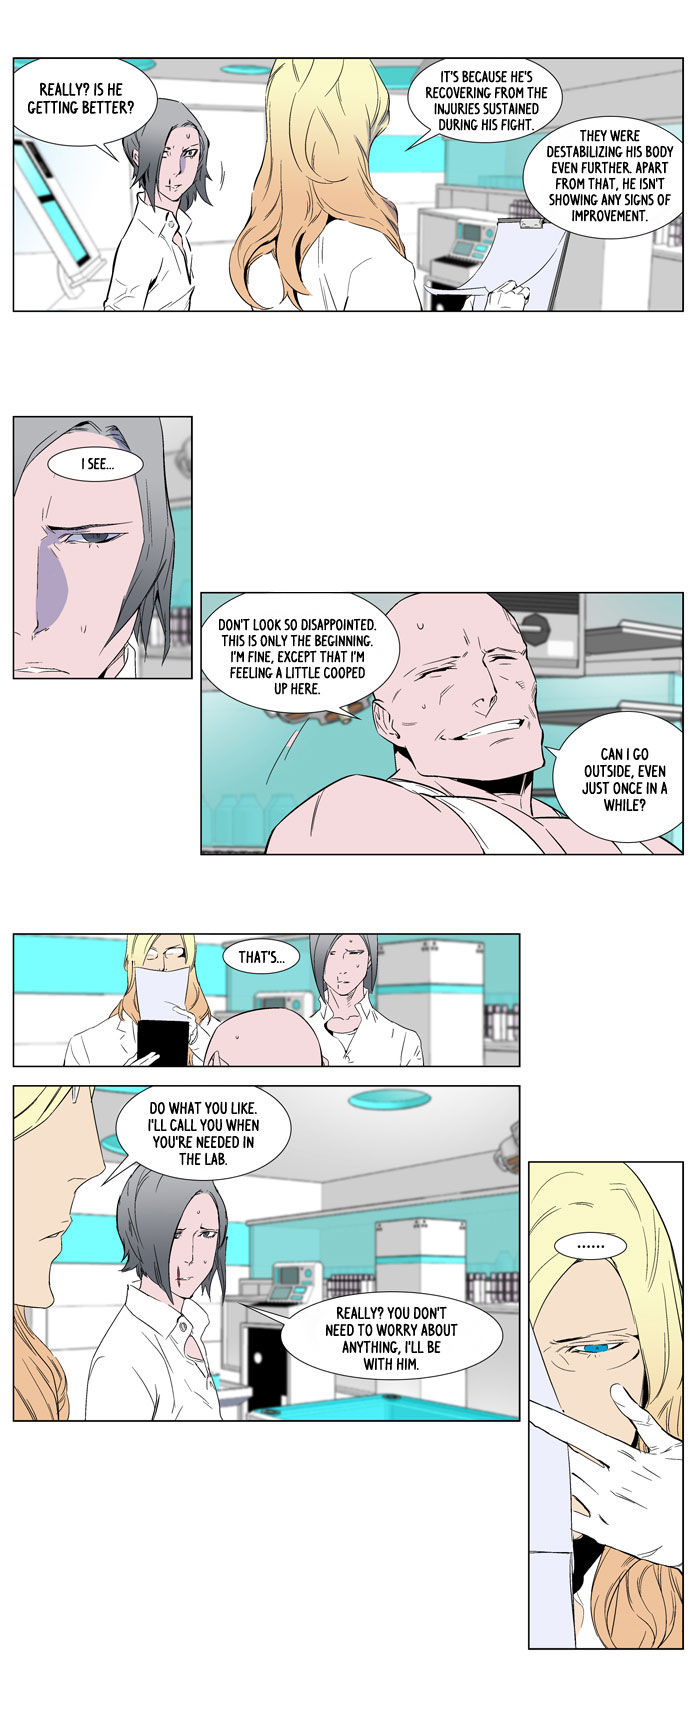 REALLY? IS HE
GETTING BETTER?
IT'S BECAUSE HE'S
RECOVERING FROM THE
INJURIES SUSTAINED
DURING HIS FIGHT.
THEY WERE
DESTABILIZING HIS BODY
EVEN FURTHER. APART
FROM THAT, HE ISN'T
SHOWING ANY SIGNS OF
IMPROVEMENT.
I SEE...
DON'T LOOK SO DISAPPOINTED.
THIS IS ONLY THE BEGINNING.
I'M FINE, EXCEPT THAT I'M
FEELING A LITTLE COOPED
UP HERE.
CAN I GO
OUTSIDE, EVEN
JUST ONCE IN A
WHILE?
THAT'S...
DO WHAT YOU LIKE.
I'LL CALL YOU WHEN
YOU'RE NEEDED IN
THE LAB.
REALLY? YOU DON'T
NEED TO WORRY ABOUT
ANYTHING, I'LL BE
WITH HIM.
......